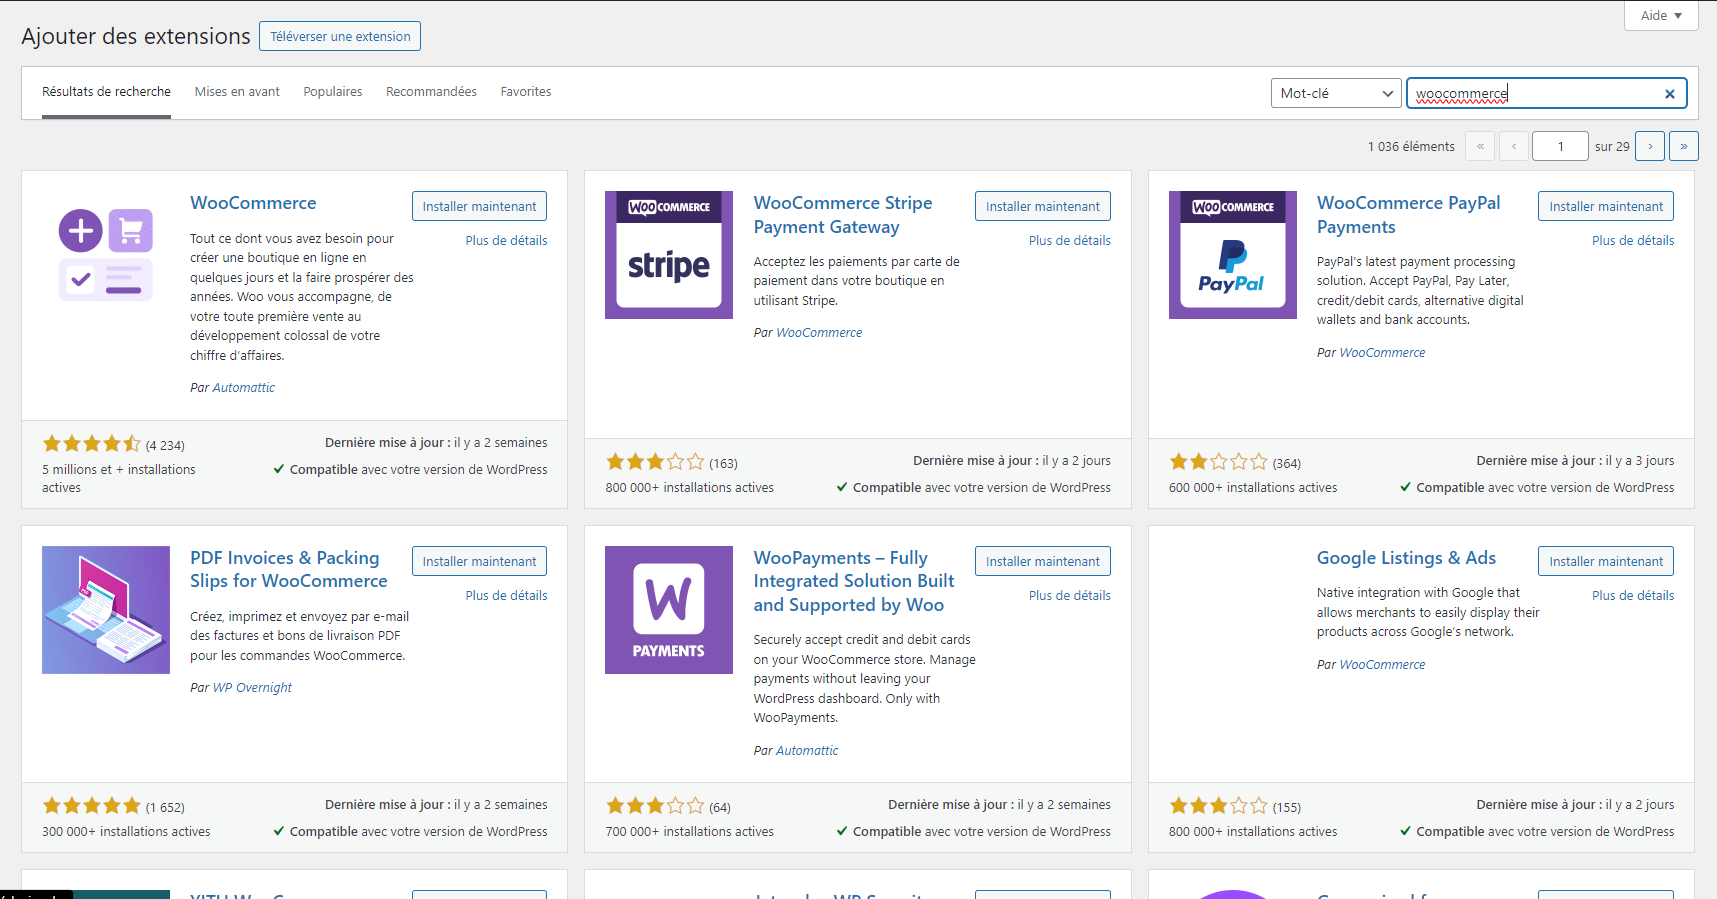 Aide
Ajouter des extensions Téléverser une extension
Résultats de recherche Mises en avant Populaires Recommandées Favorites Mot-clé woocommerce
1 036 éléments « ‹ 1 sur 29 › »
WooCommerce
Installer maintenant
Plus de détails
Tout ce dont vous avez besoin pour
créer une boutique en ligne en
quelques jours et la faire prospérer des
années. Woo vous accompagne, de
votre toute première vente au
développement colossal de votre
chiffre d’affaires.
Par Automattic
(4 234)
Dernière mise à jour : il y a 2 semaines
5 millions et + installations
actives
Compatible avec votre version de WordPress
WOO COMMERCE
stripe
WooCommerce Stripe
Payment Gateway
Installer maintenant
Plus de détails
Acceptez les paiements par carte de
paiement dans votre boutique en
utilisant Stripe.
Par WooCommerce
(163)
Dernière mise à jour : il y a 2 jours
800 000+ installations actives
Compatible avec votre version de WordPress
WOO COMMERCE
PayPal
WooCommerce PayPal
Payments
Installer maintenant
Plus de détails
PayPal's latest payment processing
solution. Accept PayPal, Pay Later,
credit/debit cards, alternative digital
wallets and bank accounts.
Par WooCommerce
(364)
Dernière mise à jour : il y a 3 jours
600 000+ installations actives
Compatible avec votre version de WordPress
PDF Invoices & Packing
Slips for WooCommerce
Installer maintenant
Plus de détails
Créez, imprimez et envoyez par e-mail
des factures et bons de livraison PDF
pour les commandes WooCommerce.
Par WP Overnight
(1 652)
Dernière mise à jour : il y a 2 semaines
300 000+ installations actives
Compatible avec votre version de WordPress
W
PAYMENTS
WooPayments – Fully
Integrated Solution Built
and Supported by Woo
Installer maintenant
Plus de détails
Securely accept credit and debit cards
on your WooCommerce store. Manage
payments without leaving your
WordPress dashboard. Only with
WooPayments.
Par Automattic
(64)
Dernière mise à jour : il y a 2 semaines
700 000+ installations actives
Compatible avec votre version de WordPress
Google Listings & Ads
Installer maintenant
Plus de détails
Native integration with Google that
allows merchants to easily display their
products across Google’s network.
Par WooCommerce
(155)
Dernière mise à jour : il y a 2 jours
800 000+ installations actives
Compatible avec votre version de WordPress